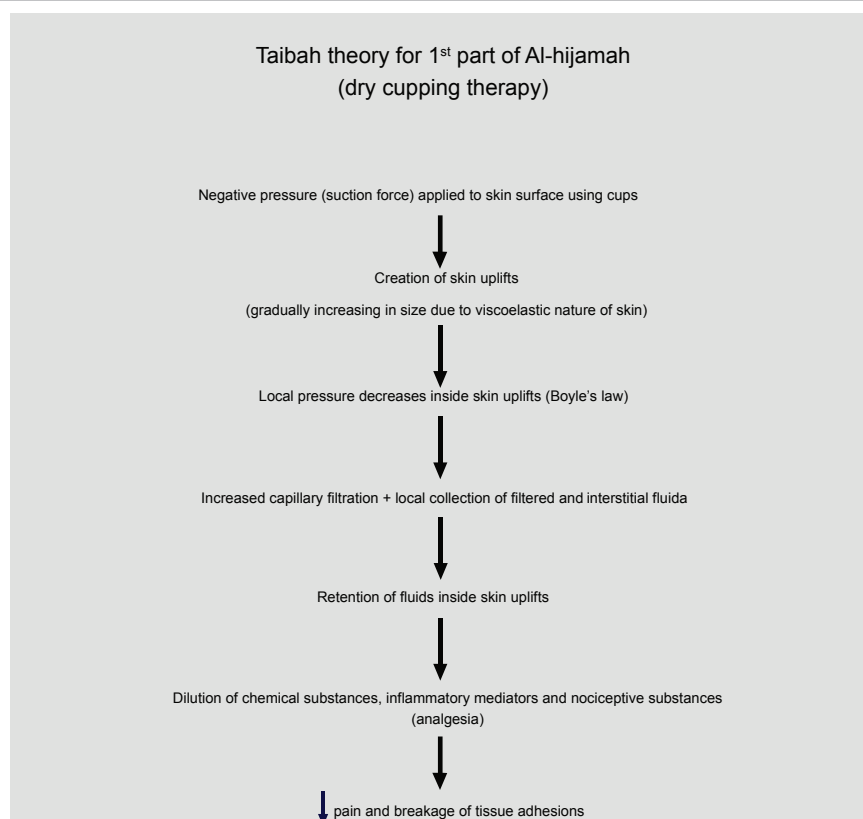 Taibah theory for 1st part of Al-hijamah
(dry cupping therapy)
Negative pressure (suction force) applied to skin surface using cups
Creation of skin uplifts
(gradually increasing in size due to viscoelastic nature of skin)
Local pressure decreases inside skin uplifts (Boyle's law)
Increased capillary filtration + local collection of filtered and interstitial fluida
Retention of fluids inside skin uplifts
Dilution of chemical substances, inflammatory mediators and nociceptive substances
(analgesia)
pain and breakage of tissue adhesions